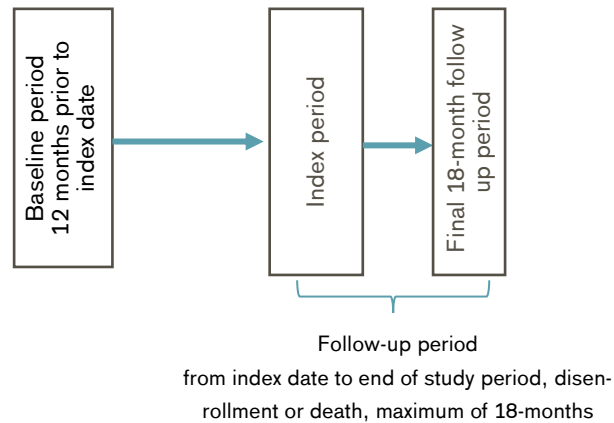 Baseline period
12 months prior to
index date
Index period
Final 18-month follow
up period
Follow-up period
from index date to end of study period, disen-
rollment or death, maximum of 18-months